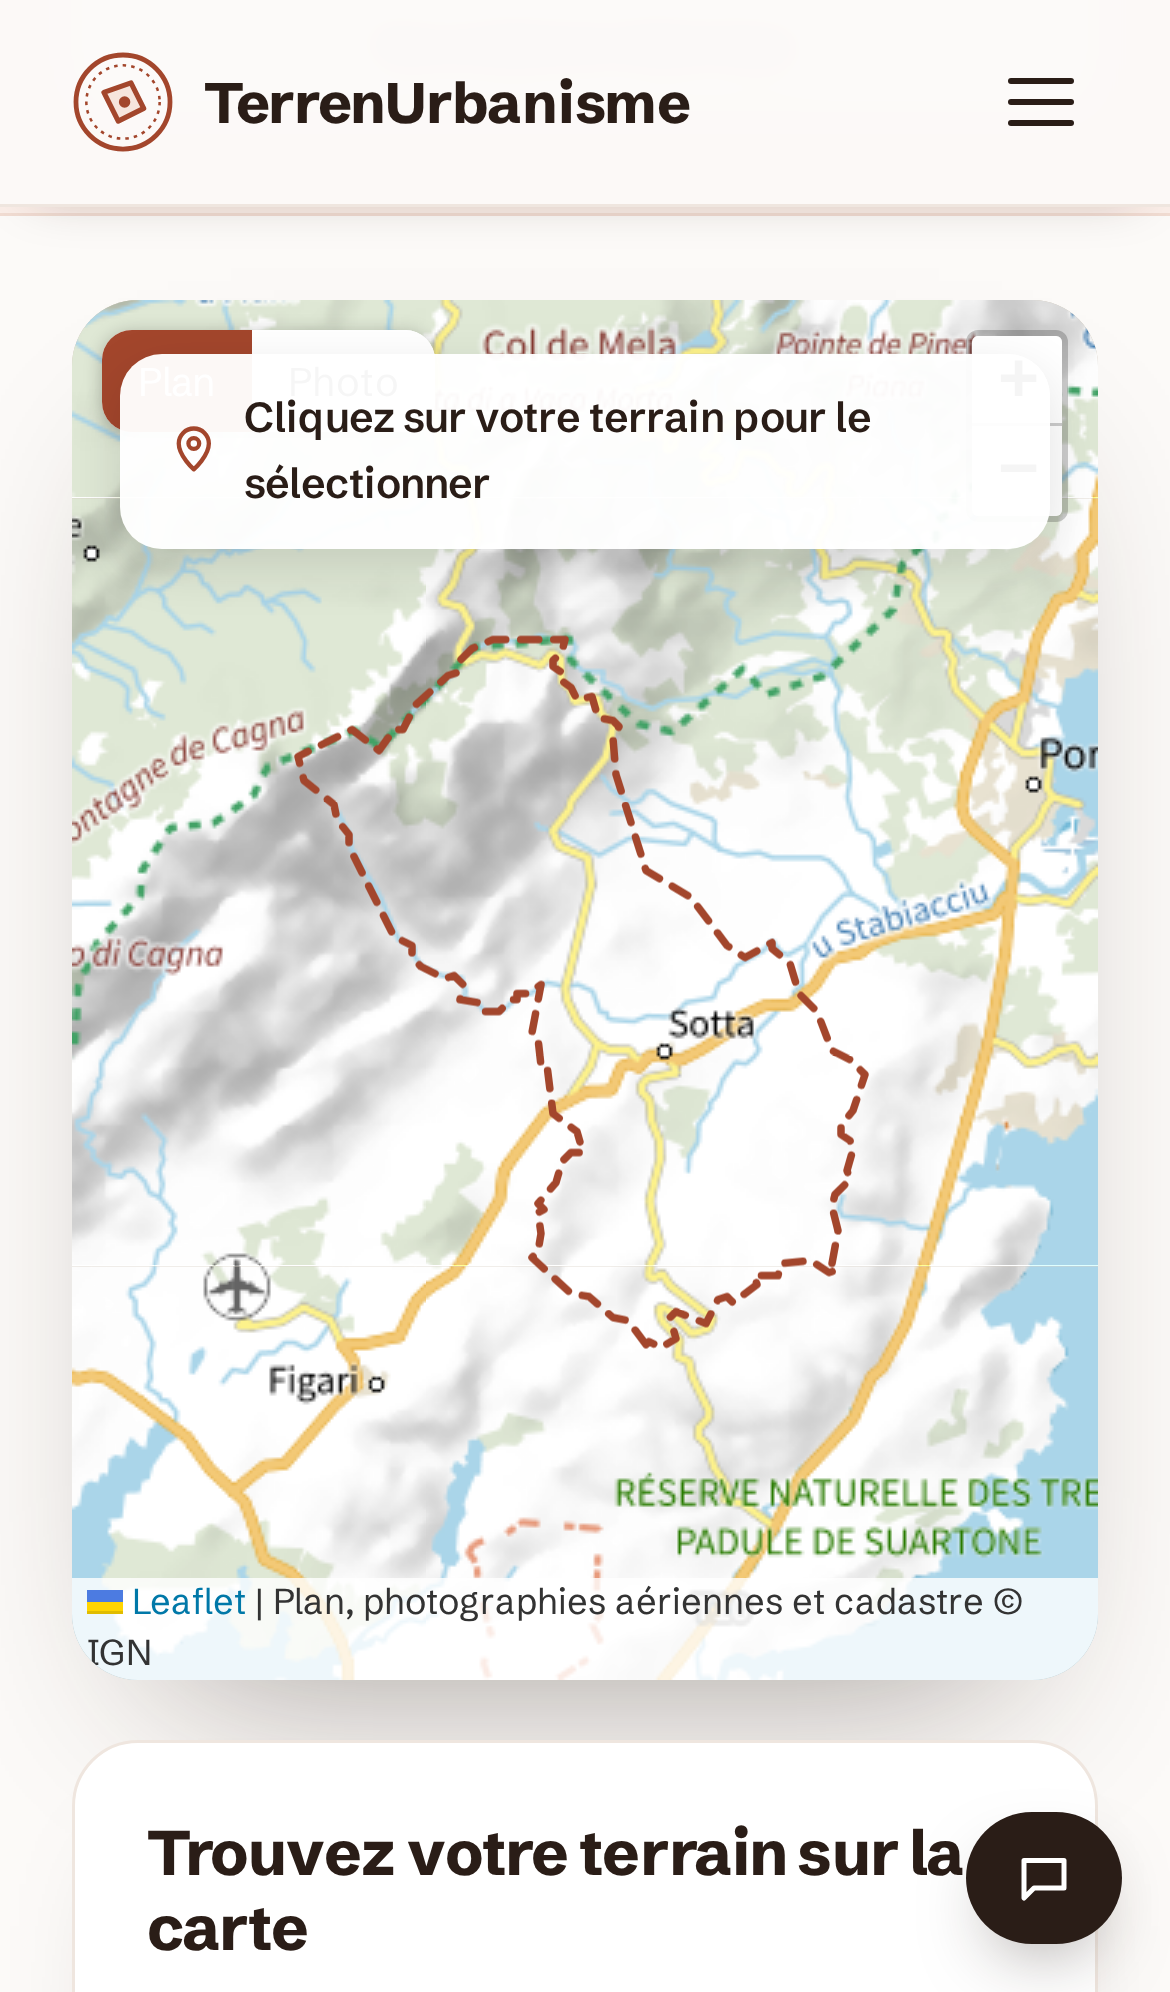 TerrenUrbanisme
Col de Mela
Pointe de Pine
Plan
Photo
Piana
+
Cliquez sur votre terrain pour le
sélectionner
−
e
ontagne de Cagna
Por
o di Cagna
u Stabiacciu
Sotta
Figari
RÉSERVE NATURELLE DES TRE
PADULE DE SUARTONE
Leaflet | Plan, photographies aériennes et cadastre ©
IGN
Trouvez votre terrain sur la
carte